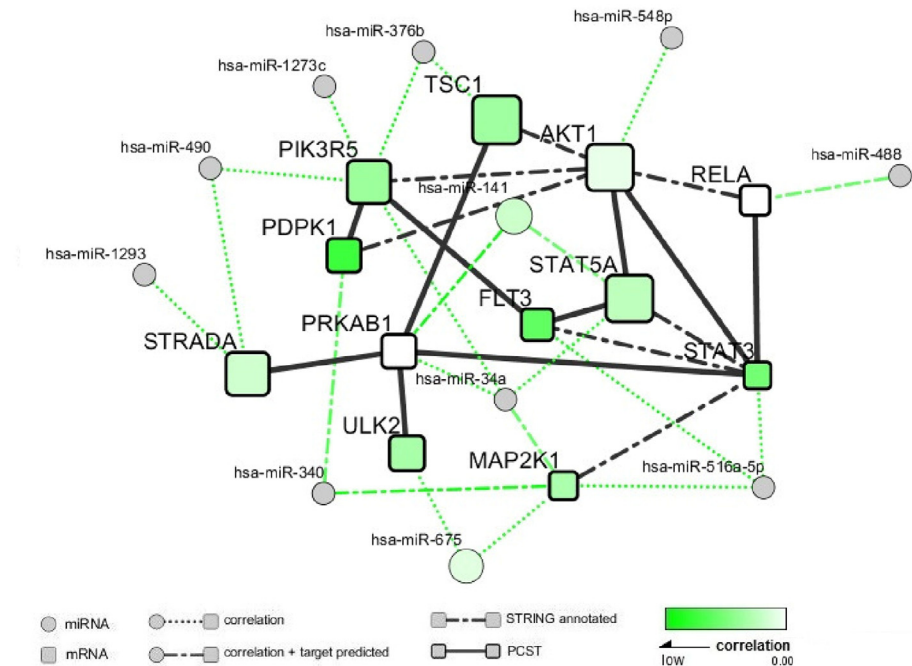 hsa-miR-548p
hsa-miR-376b
hsa-miR-1273c
TSC1
AKT1
hsa-miR-490
PIK3R5
hsa-miR-488
RELA
hsa-miR-141
PDPK1
hsa-miR-1293
STAT5A
FLT3
PRKAB1
STRADA
STAT3
hsa-miR-34a
ULK2
MAP2K1
hsa-miR-516a-5p
hsa-miR-340
hsa-miR-675
miRNA
correlation
STRING annotated
mRNA
correlation + target predicted
PCST
correlation
low
0.00